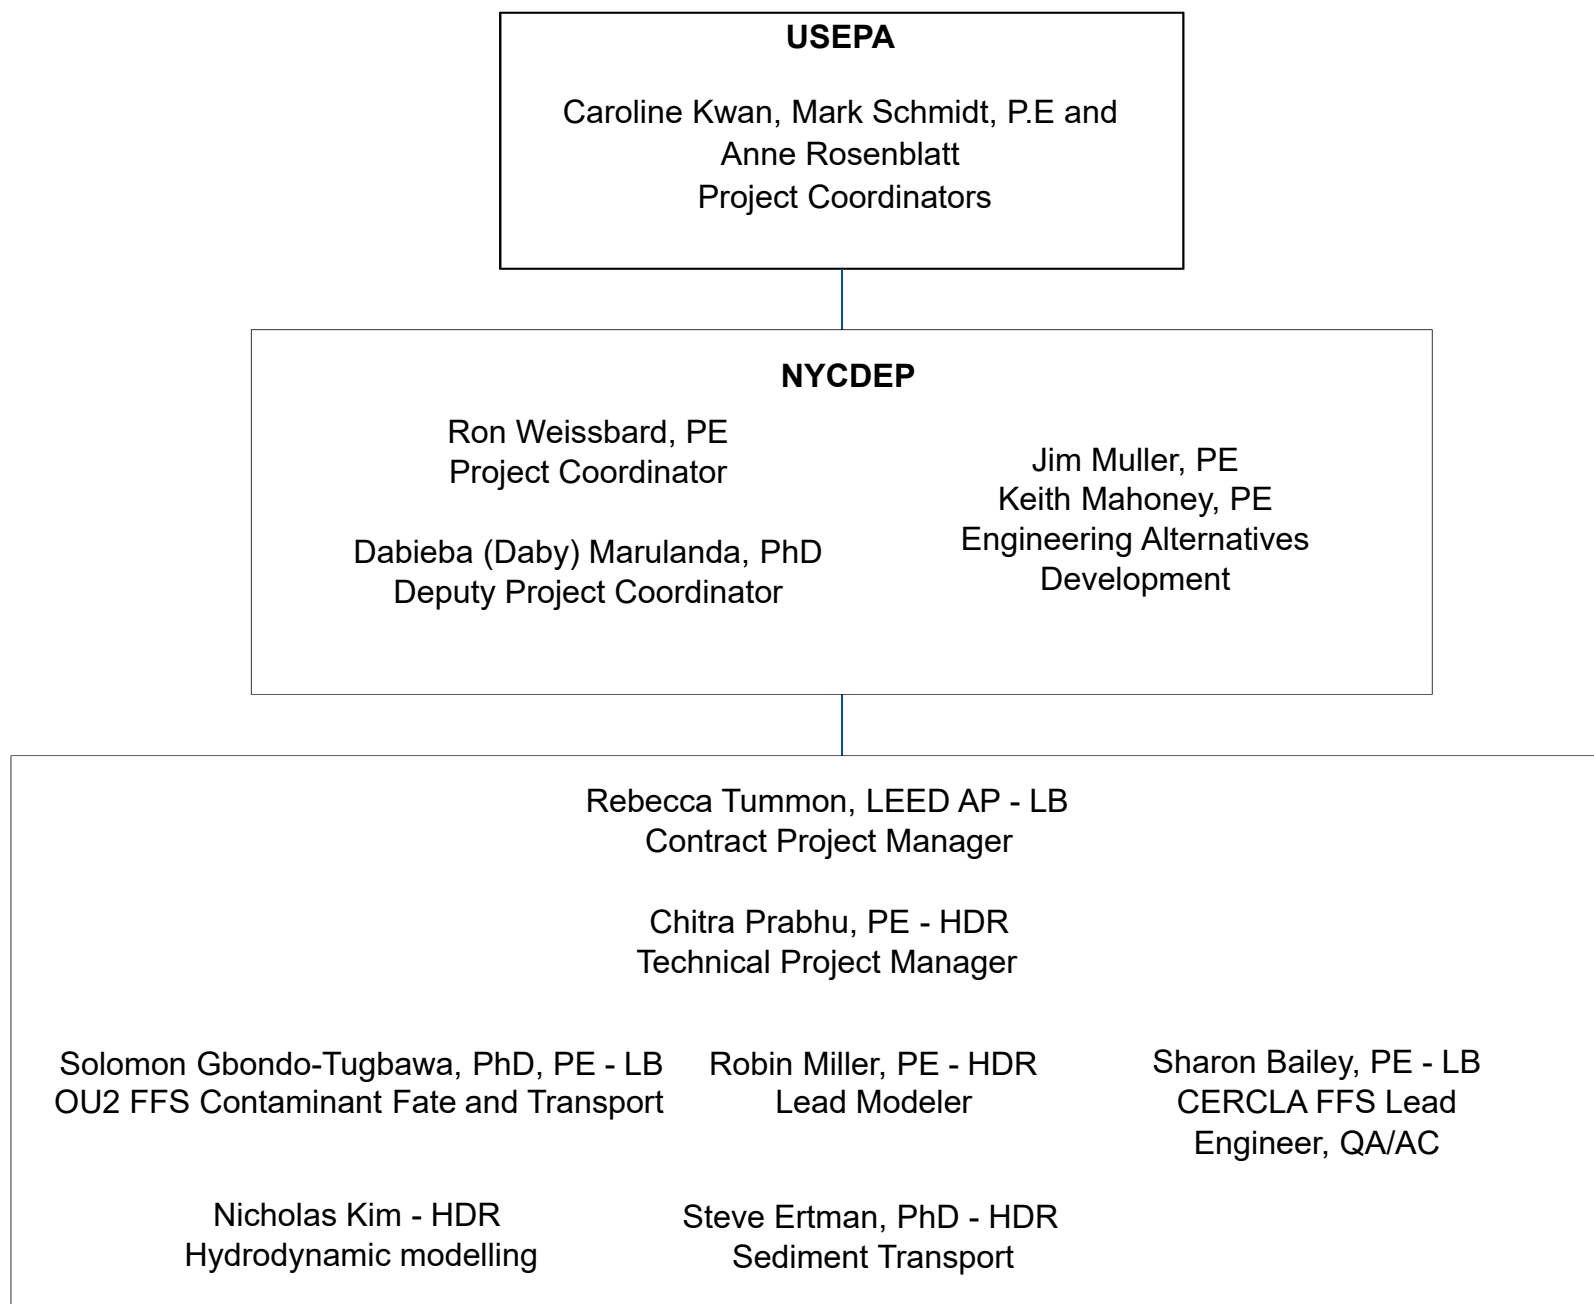 USEPA
Caroline Kwan, Mark Schmidt, P.E and
Anne Rosenblatt
Project Coordinators
NYCDEP
Ron Weissbard, PE
Project Coordinator
Dabieba (Daby) Marulanda, PhD
Deputy Project Coordinator
Jim Muller, PE
Keith Mahoney, PE
Engineering Alternatives
Development
Rebecca Tummon, LEED AP - LB
Contract Project Manager
Chitra Prabhu, PE - HDR
Technical Project Manager
Solomon Gbondo-Tugbawa, PhD, PE - LB
OU2 FFS Contaminant Fate and Transport
Robin Miller, PE - HDR
Lead Modeler
Sharon Bailey, PE - LB
CERCLA FFS Lead
Engineer, QA/AC
Nicholas Kim - HDR
Hydrodynamic modelling
Steve Ertman, PhD - HDR
Sediment Transport